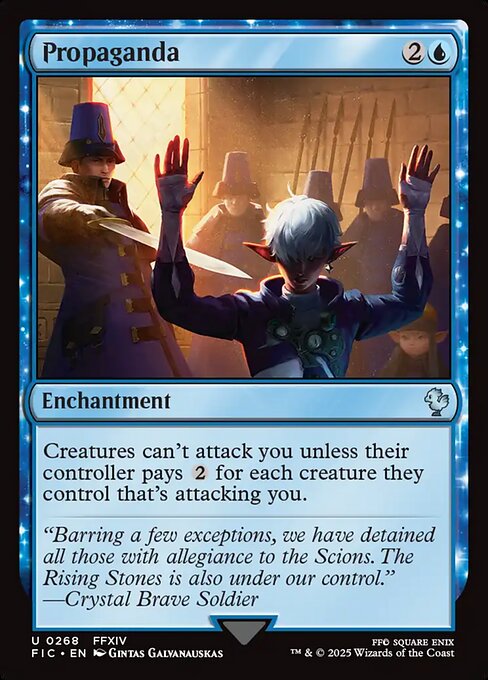 Propaganda 2
Enchantment
Creatures can't attack you unless their
controller pays 2 for each creature they
control that's attacking you.
“Barring a few exceptions, we have detained
all those with allegiance to the Scions. The
Rising Stones is also under our control.”
—Crystal Brave Soldier
U 0268 FFXIV
FIC • EN Gintas Galvanauskas
FF© SQUARE ENIX
™ & © 2025 Wizards of the Coast